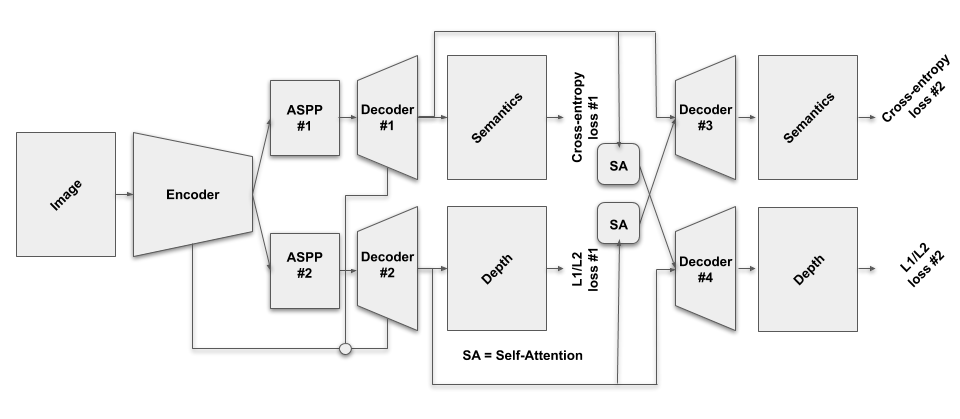 Image
Encoder
ASPP
#1
Decoder
#1
Semantics
Cross-entropy
loss #1
SA
Decoder
#3
Semantics
Cross-entropy
loss #2
ASPP
#2
Decoder
#2
Depth
L1/L2
loss #1
SA
Decoder
#4
Depth
L1/L2
loss #2
SA = Self-Attention